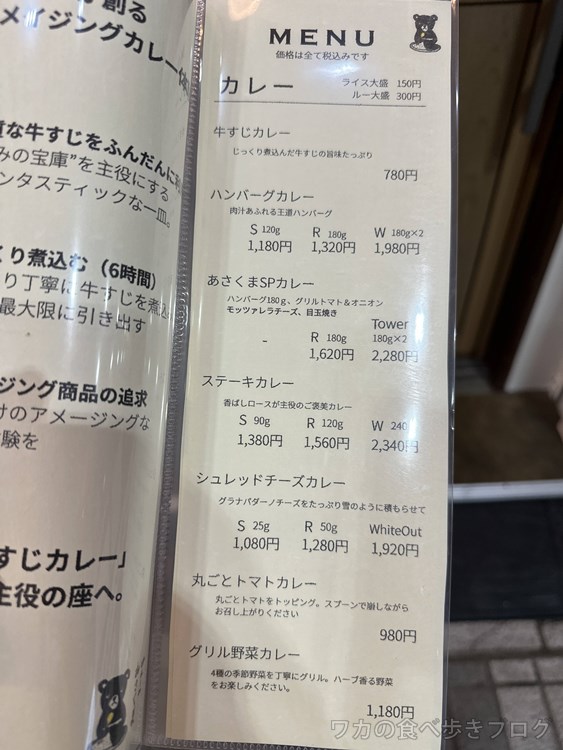 創る
メイジングカレー
質な牛すじをふんだんに
みの宝庫”を主役にする
ンタスティックな一皿。
くり煮込む（6時間）
り丁寧に牛すじを煮込
最大限に引き出す
ジング商品の追求
けのアメージングな
験を
すじカレー」
主役の座へ。
MENU
価格は全て税込みです
カレー
ライス大盛 150円
ルー大盛 300円
牛すじカレー
じっくり煮込んだ牛すじの旨味たっぷり
780円
ハンバーグカレー
肉汁あふれる王道ハンバーグ
S 120g R 180g W 180g×2
1,180円 1,320円 1,980円
あさくまSPカレー
ハンバーグ180g、グリルトマト&オニオン
モッツァレラチーズ、目玉焼き
Tower
- R 180g 180g×2
1,620円 2,280円
ステーキカレー
香ばしロースが主役のご褒美カレー
S 90g R 120g W 240
1,380円 1,560円 2,340円
シュレッドチーズカレー
グラナパダーノチーズをたっぷり雪のように積もらせて
S 25g R 50g WhiteOut
1,080円 1,280円 1,920円
丸ごとトマトカレー
丸ごとトマトをトッピング。スプーンで崩しながら
お召し上がりください
980円
グリル野菜カレー
4種の季節野菜を丁寧にグリル。ハーブ香る野菜
をお楽しみください。
1,180円
ワカの食べ歩きブログ